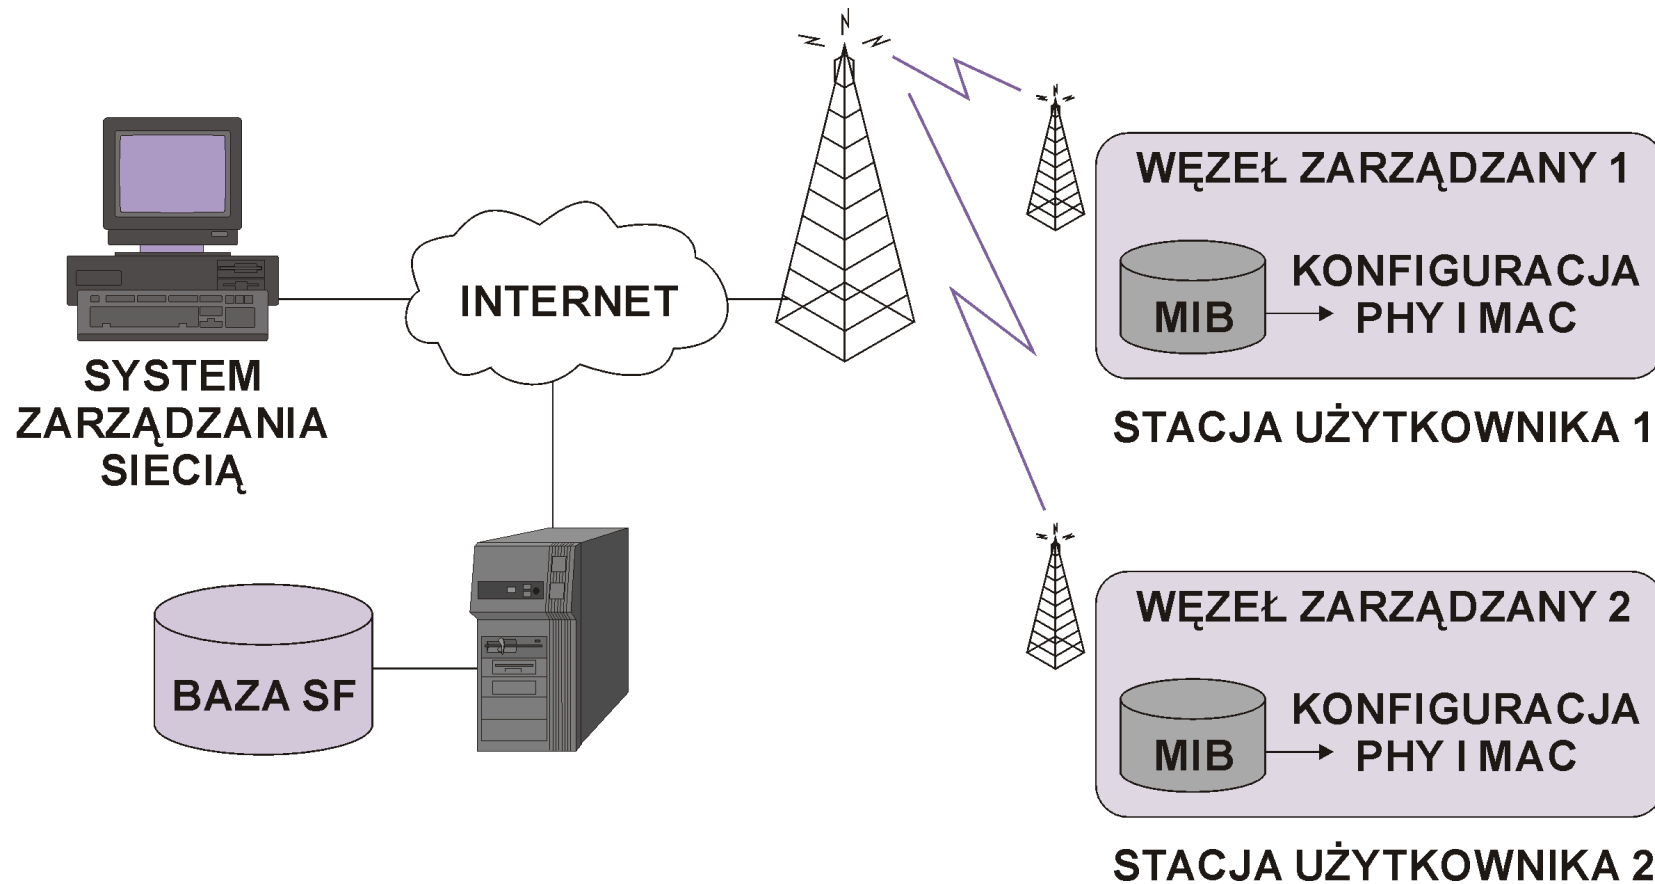 SYSTEM
ZARZĄDZANIA
SIECIĄ
INTERNET
BAZA SF
WĘZEŁ ZARZĄDZANY 1
MIB
KONFIGURACJA
PHY I MAC
STACJA UŻYTKOWNIKA 1
WĘZEŁ ZARZĄDZANY 2
MIB
KONFIGURACJA
PHY I MAC
STACJA UŻYTKOWNIKA 2